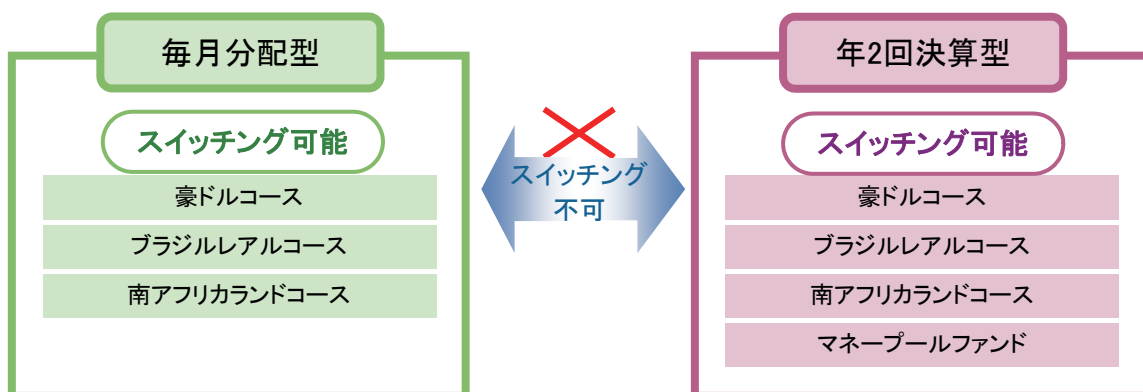 毎月分配型
スイッチング可能
豪ドルコース
ブラジルレアルコース
南アフリカランドコース
スイッチング
不可
年2回決算型
スイッチング可能
豪ドルコース
ブラジルレアルコース
南アフリカランドコース
マネープールファンド